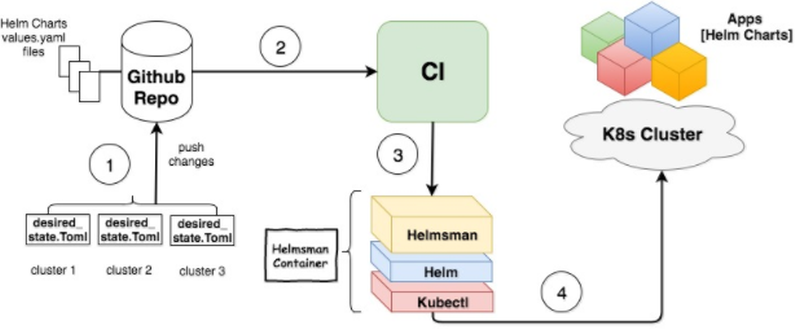 Helm Charts
values.yaml
files
Github
Repo
2
CI
Apps
[Helm Charts]
K8s Cluster
1
push
changes
3
desired_
state.Toml
desired_
state.Toml
desired_
state.Toml
cluster 1
cluster 2
cluster 3
Helmsman
Container
Helmsman
Helm
Kubectl
4